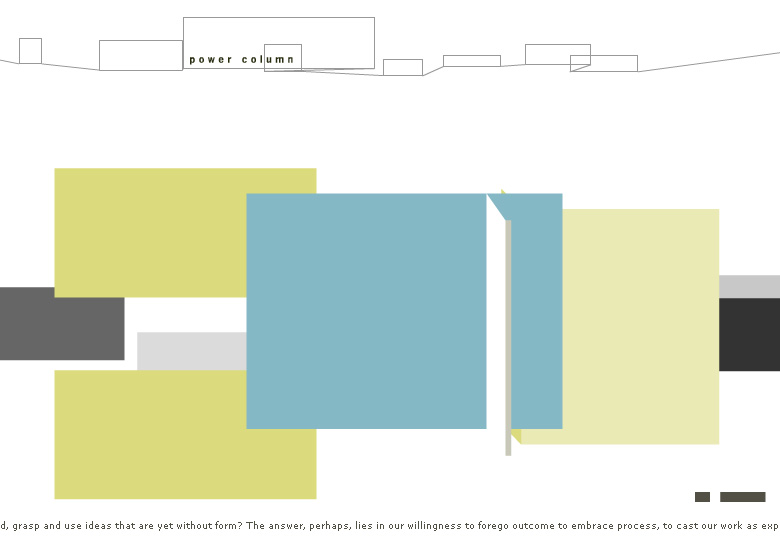 power column
d, grasp and use ideas that are yet without form? The answer, perhaps, lies in our willingness to forego outcome to embrace process, to cast our work as exp